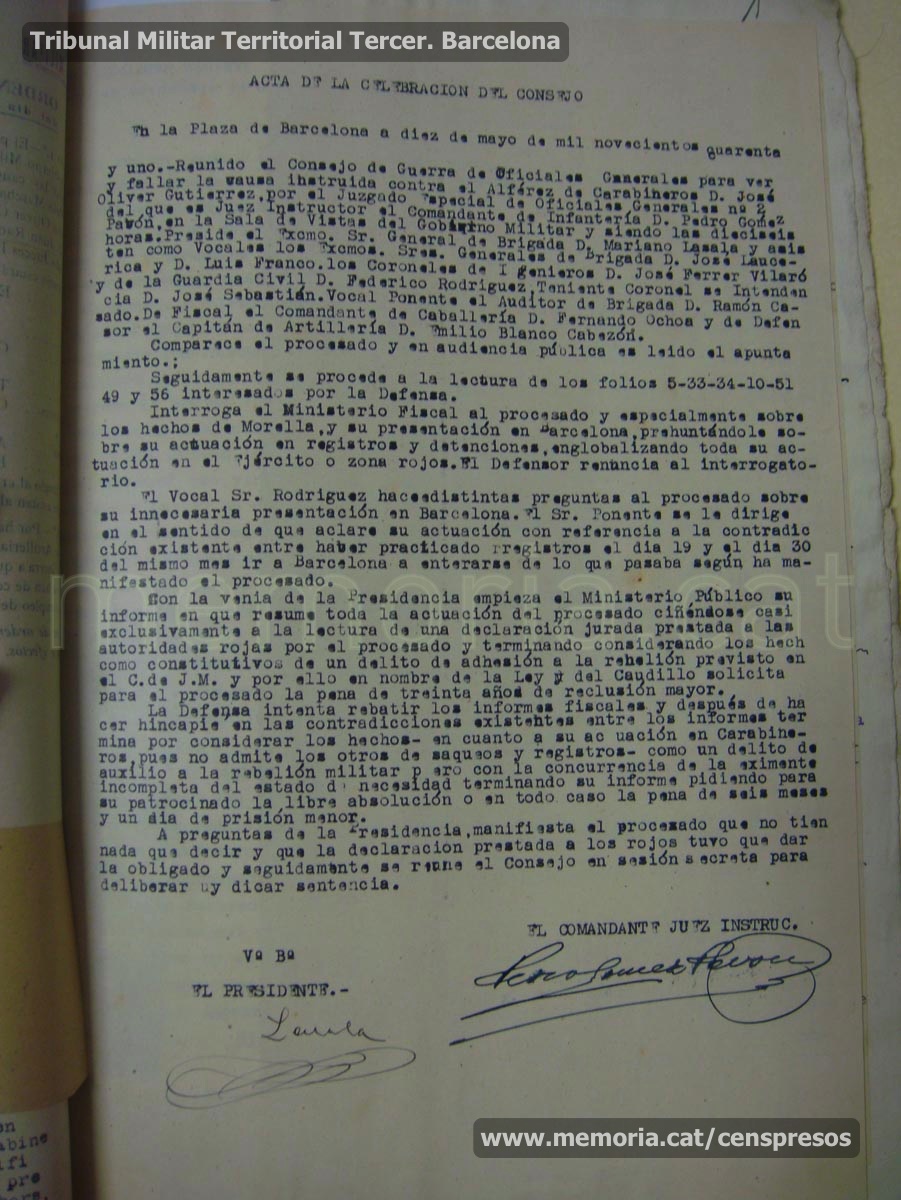 Tribunal Militar Territorial Tercer. Barcelona
ACTA DE LA CELEBRACION DEL CONSEJO
En la Plaza de Barcelona a diez de mayo de mil novecientos guarenta
y uno.-Reunido el Consejo de Guerra de Oficiales Generales para ver
y fallar la causa ihstruida contra el Alférez de Carabineros D. José
Oliver Gutierrez,por el Juzgado Especial de Oficiales Generales nº 2
del que es Juez Instructor el Comandante de Infantería D. Pedro Gomez
Pavón,en la Sala de Vistas del Gobierno Militar y siendo las dieciseis
horas.Preside el Excmo. Sr. General de Brigada D. Mariano Lasala y asis
ten como Vocales los Excmos. Sres. Generales de Brigada D. José Lauce-
rica y D. Luis Franco.los Coroneles de I genieros D. José Ferrer Vilaró
y de la Guardia Civil D. Federico Rodriguez,Teniente Coronel se Intenden
cia D. José Sebastián.Vocal Ponente el Auditor de Brigada D. Ramón Ca-
sado.De Fiscal el Comandante de Caballería D. Fernando Ochoa y de Defen
sor el Capitán de Artillería D. Emilio Blanco Cabezón.
Comparece el procesado y en audiencia pública es leido el apunta
miento.;
Seguidamente se procede a la lectura de los folios 5-33-34-10-51
49 y 56 interesados por la Defensa.
Interroga el Ministerio Fiscal al procesado y especialmente sobre
los hechos de Morella,y su presentación en Barcelona,prehuntándole so-
bre su actuación en registros y detenciones,englobalizando toda su ac-
tuación en el Ejército o zona rojos.El Defensor renuncia al interrogato-
rio.
El Vocal Sr. Rodriguez hacesdistintas preguntas al procesado sobre
su innecesaria presentación en Barcelona.El Sr. Ponente se le dirige
en el sentido de que aclare su actuación con referencia a la contradic
ción existente entre haber practicado rregistros el dia 19 y el dia 30
del mismo mes ir a Barcelona a enterarse de lo que pasaba según ha ma-
nifestado el procesado.
Con la venia de la Presidencia empieza el Ministerio Público su
informe en que resume toda la actuación del procesado ciñéndose casi
exclusivamente a la lectura de una declaración jurada prestada a las
autoridades rojas por el procesado y terminando considerando los hech
como constitutivos de un delito de adhesión a la rebelión previsto en
el C.de J.M. y por ello en nombre de la Ley y del Caudillo solicita
para el procesado la pena de treinta años de reclusión mayor.
La Defensa intenta rebatir los informes fiscales y después de ha
cer hincapie en las contradicciones existehtes entre los informes ter
mina por considerar los hechos- en cuanto a su ac uación en Carabine-
ros,pues no admite los otros de saqueos y registros- como un delito de
auxilio a la rebelión militar p ero con la concurrencia de la eximente
incompleta del estado d necesidad terminando su informe pidiendo para
su patrocinado la libre absolución o en todo caso la pena de seis meses
y un dia de prisión menor.
A preguntas de la Presidencia,manifiesta el procesado que no tien
nada que decir y que la declaración prestada a los rojos tuvo que dar
la obligado y seguidamente se reune el Consejo en sesión secreta para
deliberar uy dicar sentencia.
EL COMANDANTE JUEZ INSTRUC.
Vº Bº
EL PRESIDENTE.-
Pedro Gomez Pavon
Lasala
memoria.cat
www.memoria.cat/censpresos